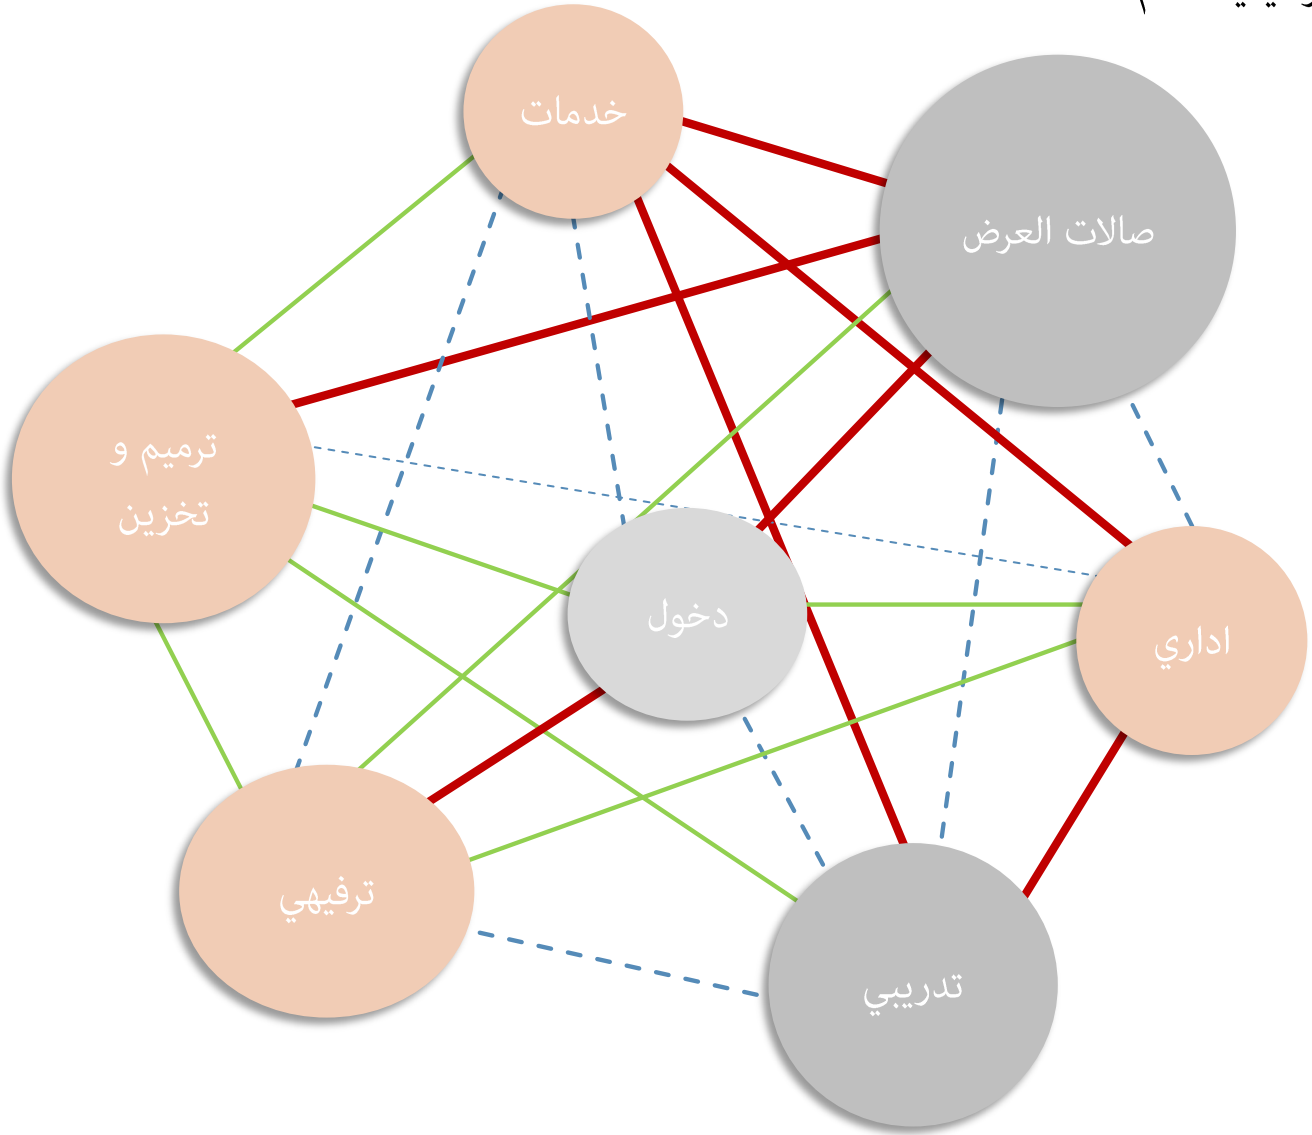 خدمات
صالات العرض
ترميم و
تخزين
دخول
اداري
ترفيهي
تدريبي